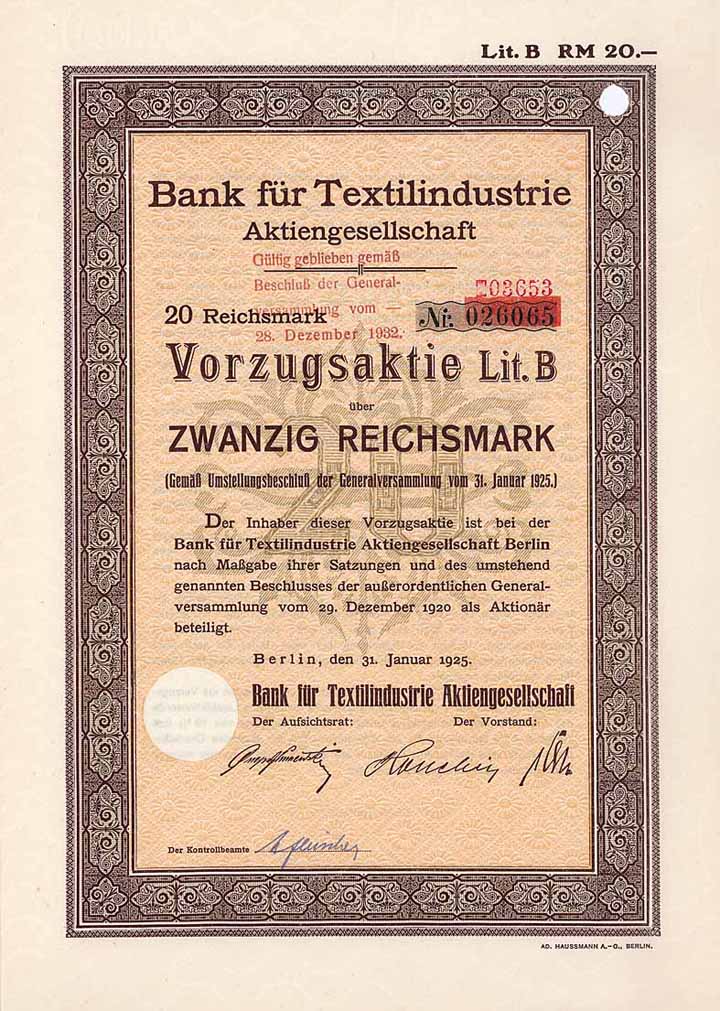 Lit. B RM 20.—
Bank für Textilindustrie
Aktiengesellschaft
Gültig geblieben gemäß
Beschluß der General-
versammlung vom —
28. Dezember 1932.
703653
20 Reichsmark
Nr. 026065
Vorzugsaktie Lit. B
über
ZWANZIG REICHSMARK
(Gemäß Umstellungsbeschluß der Generalversammlung vom 31. Januar 1925.)
Der Inhaber dieser Vorzugsaktie ist bei der
Bank für Textilindustrie Aktiengesellschaft Berlin
nach Maßgabe ihrer Satzungen und des umstehend
genannten Beschlusses der außerordentlichen General-
versammlung vom 29. Dezember 1920 als Aktionär
beteiligt.
Berlin, den 31. Januar 1925.
Bank für Textilindustrie Aktiengesellschaft
Der Aufsichtsrat: Der Vorstand:
Der Kontrollbeamte
AD. HAUSSMANN A.-G., BERLIN.